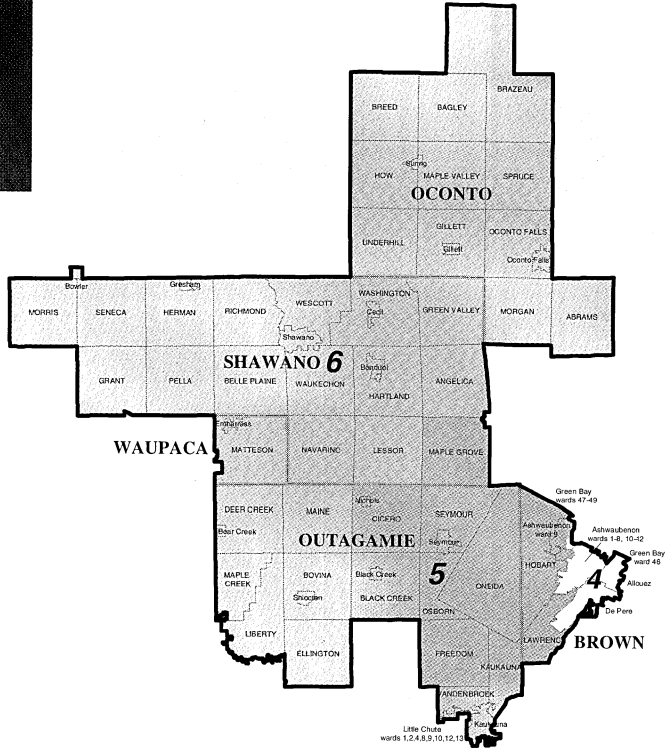 BRAZEAU
BREED
BAGLEY
Suring
HOW
MAPLE VALLEY
SPRUCE
OCONTO
GILLETT
OCONTO FALLS
UNDERHILL
Gillett
Oconto Falls
Bowler
Gresham
WASHINGTON
WESCOTT
MORRIS
SENECA
HERMAN
RICHMOND
Cecil
GREEN VALLEY
MORGAN
ABRAMS
Shawano
SHAWANO 6
Bonduel
GRANT
PELLA
BELLE PLAINE
WAUKECHON
ANGELICA
HARTLAND
Embarrass
WAUPACA
MATTESON
NAVARINO
LESSOR
MAPLE GROVE
Green Bay
wards 47-49
DEER CREEK
MAINE
Nichols
CICERO
SEYMOUR
Ashwaubenon
ward 9
Ashwaubenon
wards 1-8, 10-12
Bear Creek
OUTAGAMIE
Seymour
Green Bay
ward 46
HOBART
MAPLE
CREEK
BOVINA
Black Creek
5
ONEIDA
4
Allouez
Shiocton
BLACK CREEK
OSBORN
De Pere
LIBERTY
LAWRENCE
BROWN
ELLINGTON
FREEDOM
KAUKAUNA
VANDENBROEK
Little Chute
wards 1,2,4,8,9,10,12,13
Kaukauna